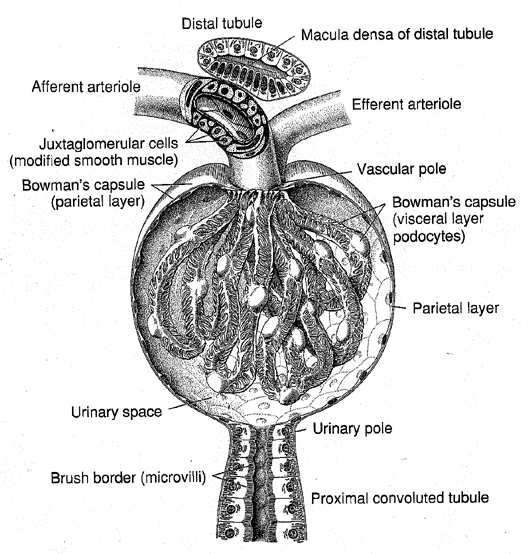 Distal tubule
Macula densa of distal tubule
Afferent arteriole
Efferent arteriole
Juxtaglomerular cells
(modified smooth muscle)
Vascular pole
Bowman's capsule
(parietal layer)
Bowman's capsule
(visceral layer
podocytes)
Parietal layer
Urinary space
Urinary pole
Brush border (microvilli)
Proximal convoluted tubule